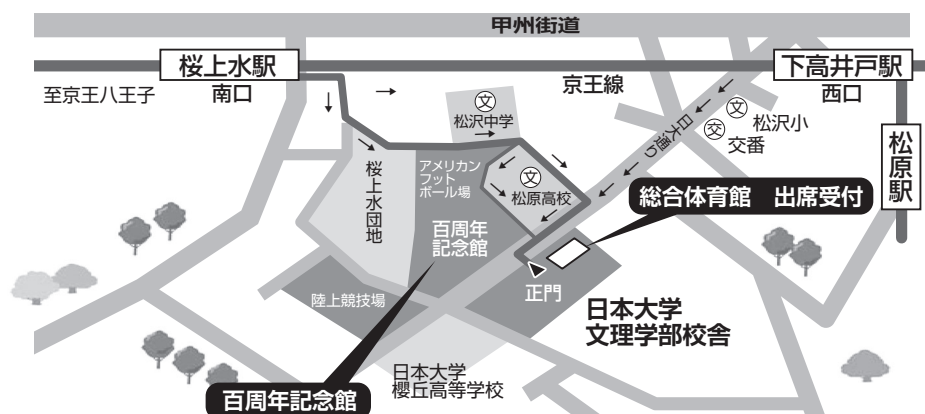 甲州街道
桜上水駅
下高井戸駅
至京王八王子
南口
京王線
西口
文
松沢中学
日大通り
文
松沢小
交
交番
松原駅
アメリカン
フット
ボール場
文
松原高校
桜上水団地
総合体育館 出席受付
百周年
記念館
正門
陸上競技場
日本大学
文理学部校舎
日本大学
櫻丘高等学校
百周年記念館